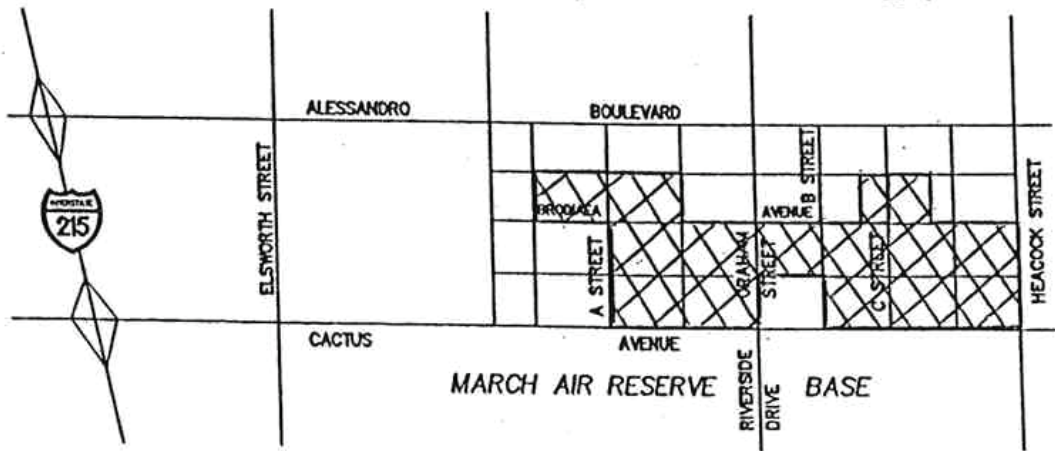 ALESSANDRO BOULEVARD
ELSWORTH STREET
INTERSTATE
215
BRODIAEA AVENUE
A STREET
B STREET
C STREET
GRAHAM
STREET
HEACOCK STREET
CACTUS AVENUE
MARCH AIR RESERVE BASE
RIVERSIDE
DRIVE